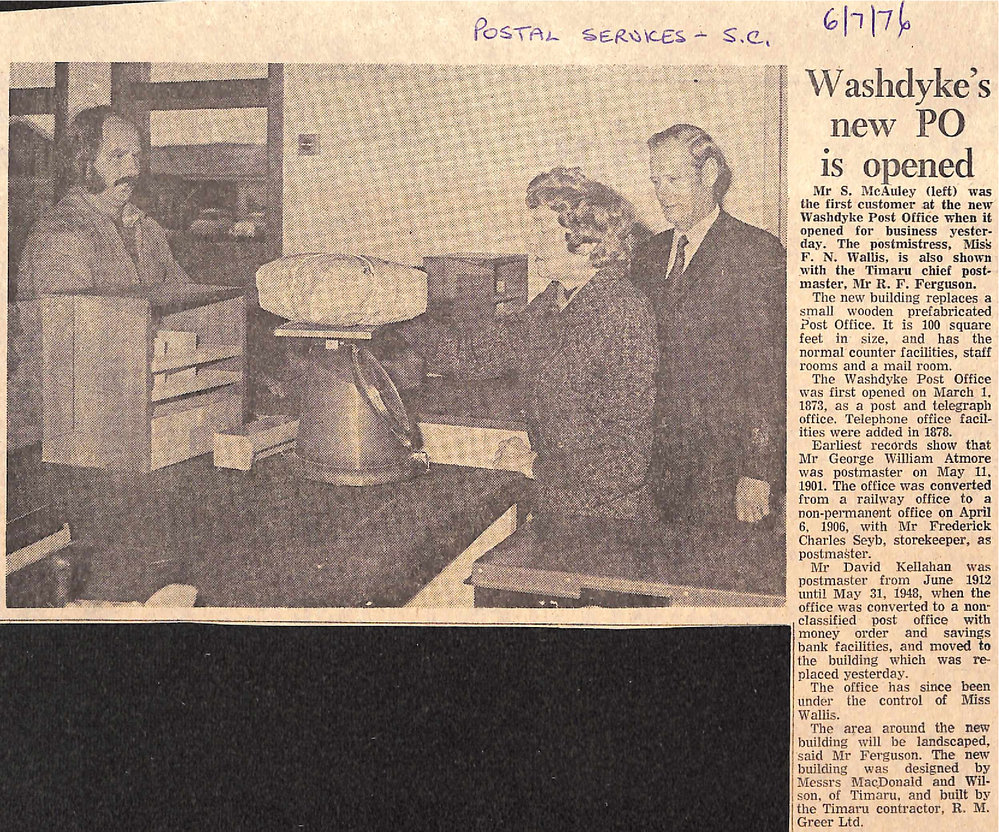 POSTAL SERVICES - S.C.
6/7/76
Washdyke's
new PO
is opened
Mr S. McAuley (left) was
the first customer at the new
Washdyke Post Office when it
opened for business yester-
day. The postmistress, Miss
F. N. Wallis, is also shown
with the Timaru chief post-
master, Mr R. F. Ferguson.
The new building replaces a
small wooden prefabricated
Post Office. It is 100 square
feet in size, and has the
normal counter facilities, staff
rooms and a mail room.
The Washdyke Post Office
was first opened on March 1,
1873, as a post and telegraph
office. Telephone office facil-
ities were added in 1878.
Earliest records show that
Mr George William Atmore
was postmaster on May 11,
1901. The office was converted
from a railway office to a
non-permanent office on April
6, 1906, with Mr Frederick
Charles Seyb, storekeeper, as
postmaster.
Mr David Kellahan was
postmaster from June 1912
until May 31, 1948, when the
office was converted to a non-
classified post office with
money order and savings
bank facilities, and moved to
the building which was re-
placed yesterday.
The office has since been
under the control of Miss
Wallis.
The area around the new
building will be landscaped,
said Mr Ferguson. The new
building was designed by
Messrs MacDonald and Wil-
son, of Timaru, and built by
the Timaru contractor, R. M.
Greer Ltd.